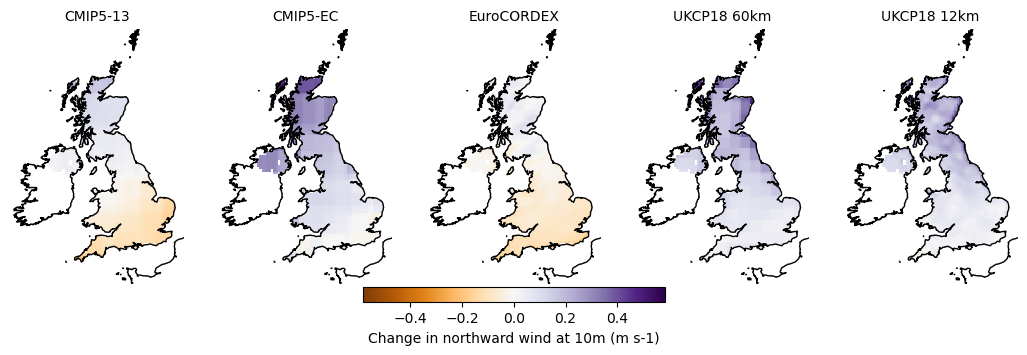 CMIP5-13 CMIP5-EC EuroCORDEX UKCP18 60km UKCP18 12km
−0.4 −0.2 0.0 0.2 0.4
Change in northward wind at 10m (m s-1)